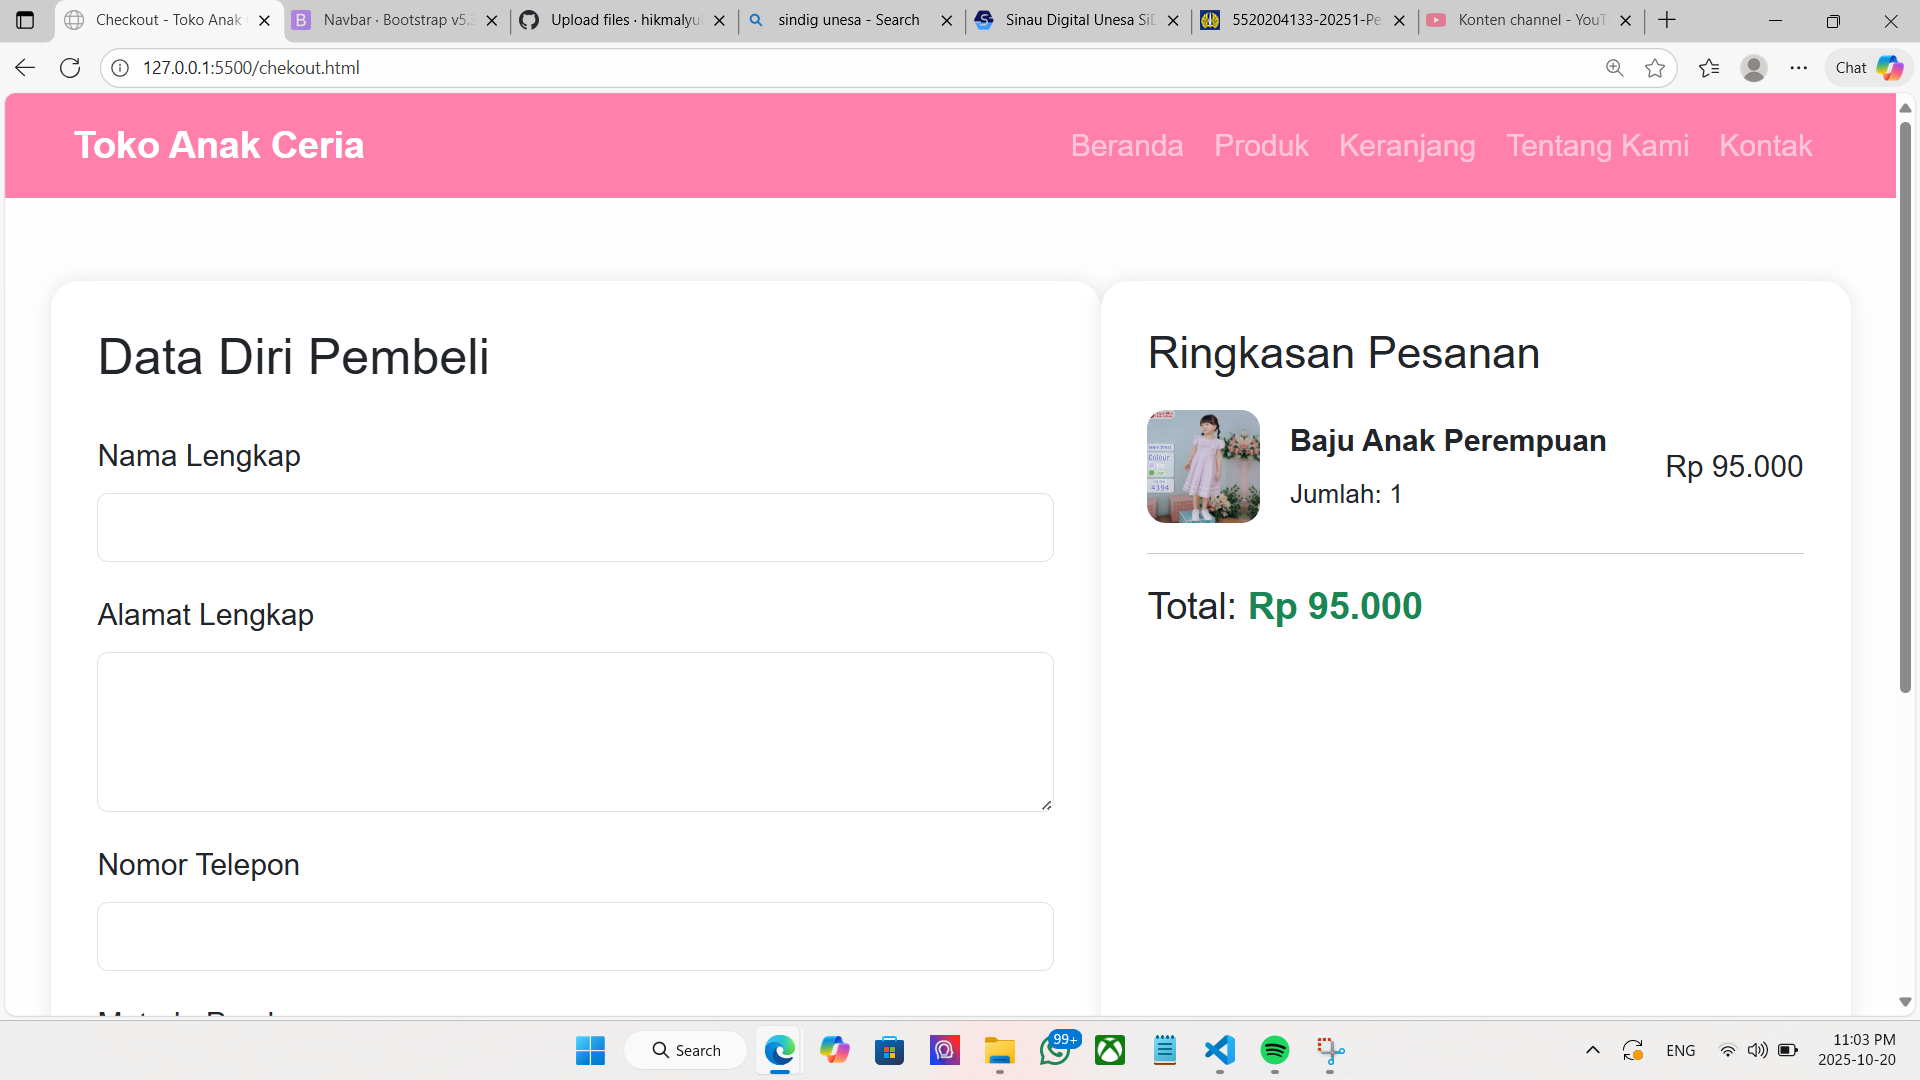 Checkout - Toko Anak
Navbar · Bootstrap v5.3
Upload files · hikmalyu
sindig unesa - Search
Sinau Digital Unesa SiD
5520204133-20251-Pe
Konten channel - YouT
127.0.0.1:5500/chekout.html
Chat
Toko Anak Ceria
Beranda
Produk
Keranjang
Tentang Kami
Kontak
Data Diri Pembeli
Nama Lengkap
Alamat Lengkap
Nomor Telepon
Ringkasan Pesanan
Colour
4394
Baju Anak Perempuan
Jumlah: 1
Rp 95.000
Total: Rp 95.000
Search
99+
ENG
11:03 PM
2025-10-20